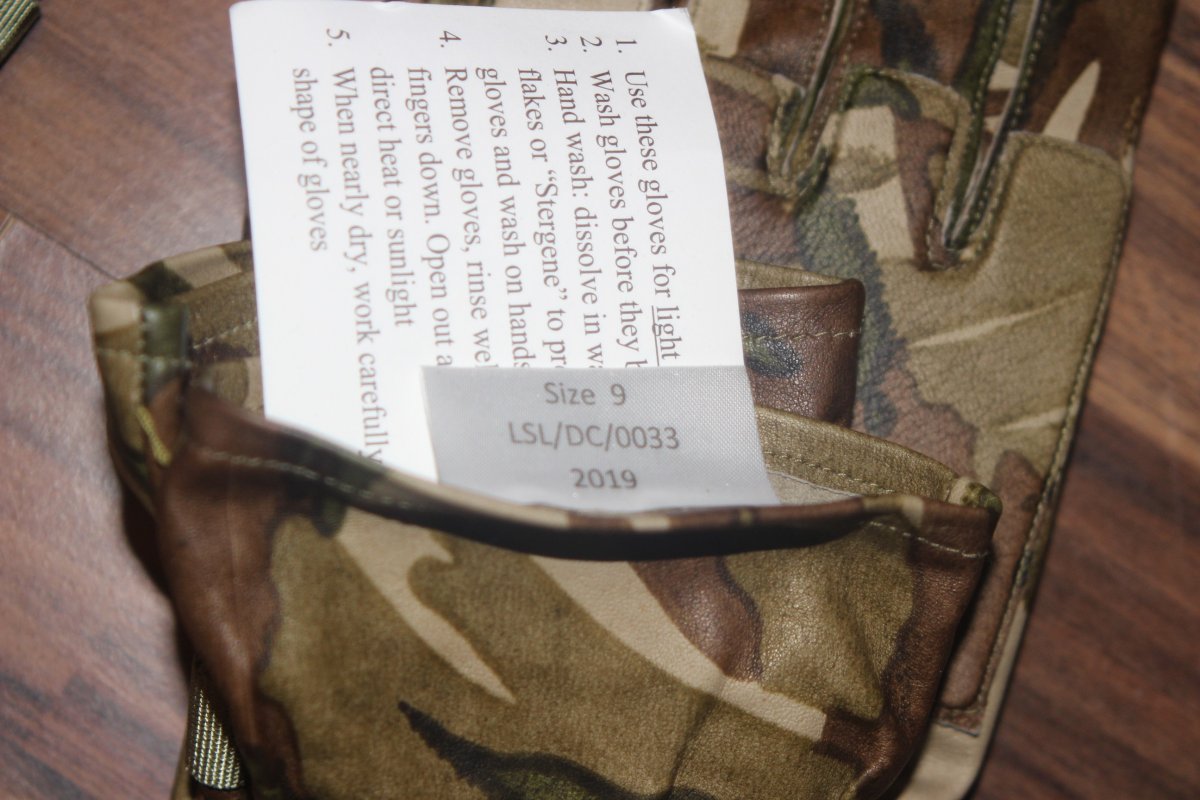 1. Use these gloves for light
2. Wash gloves before they
3. Hand wash: dissolve in
flakes or “Stergene” to
gloves and wash on hands
4. Remove gloves, rinse
fingers down. Open out
direct heat or sunlight
5. When nearly dry, work carefully
shape of gloves
Size 9
LSL/DC/0033
2019